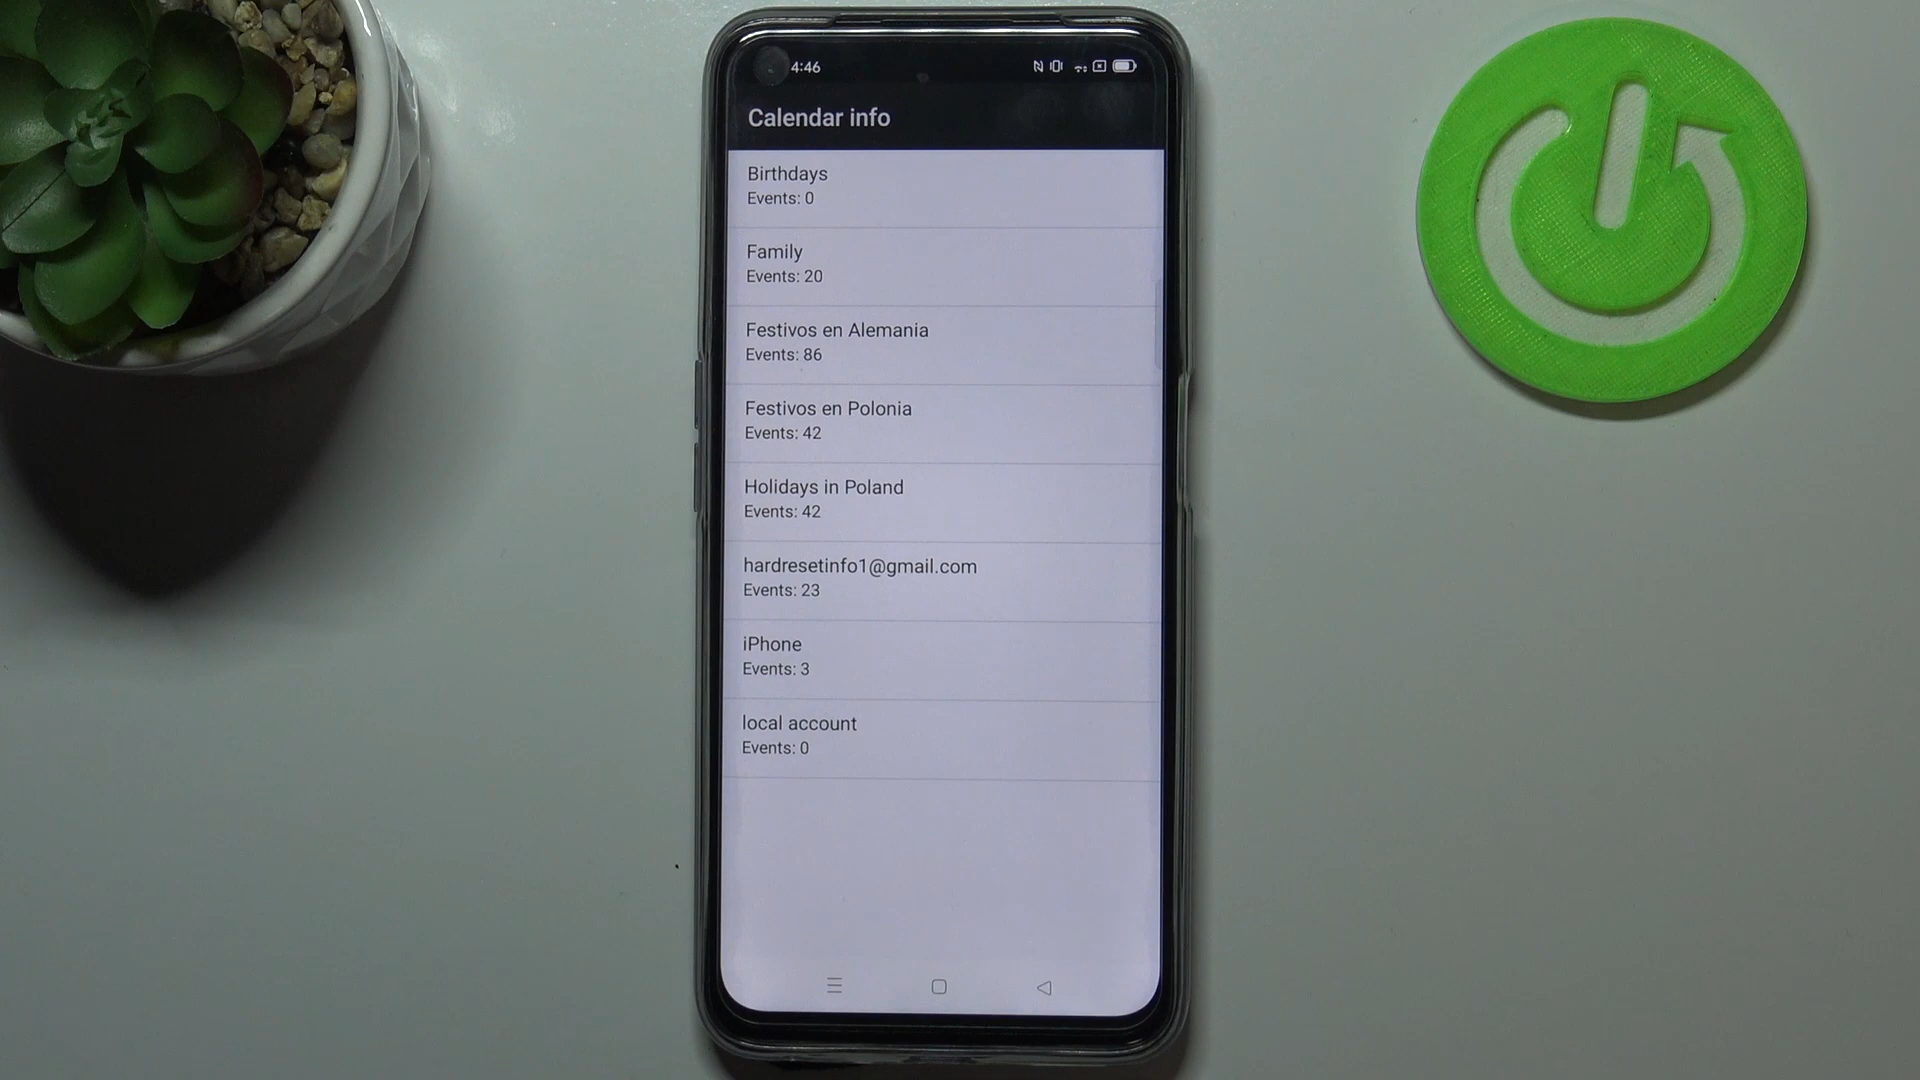 4:46
Calendar info
Birthdays
Events: 0
Family
Events: 20
Festivos en Alemania
Events: 86
Festivos en Polonia
Events: 42
Holidays in Poland
Events: 42
hardresetinfo1@gmail.com
Events: 23
iPhone
Events: 3
local account
Events: 0